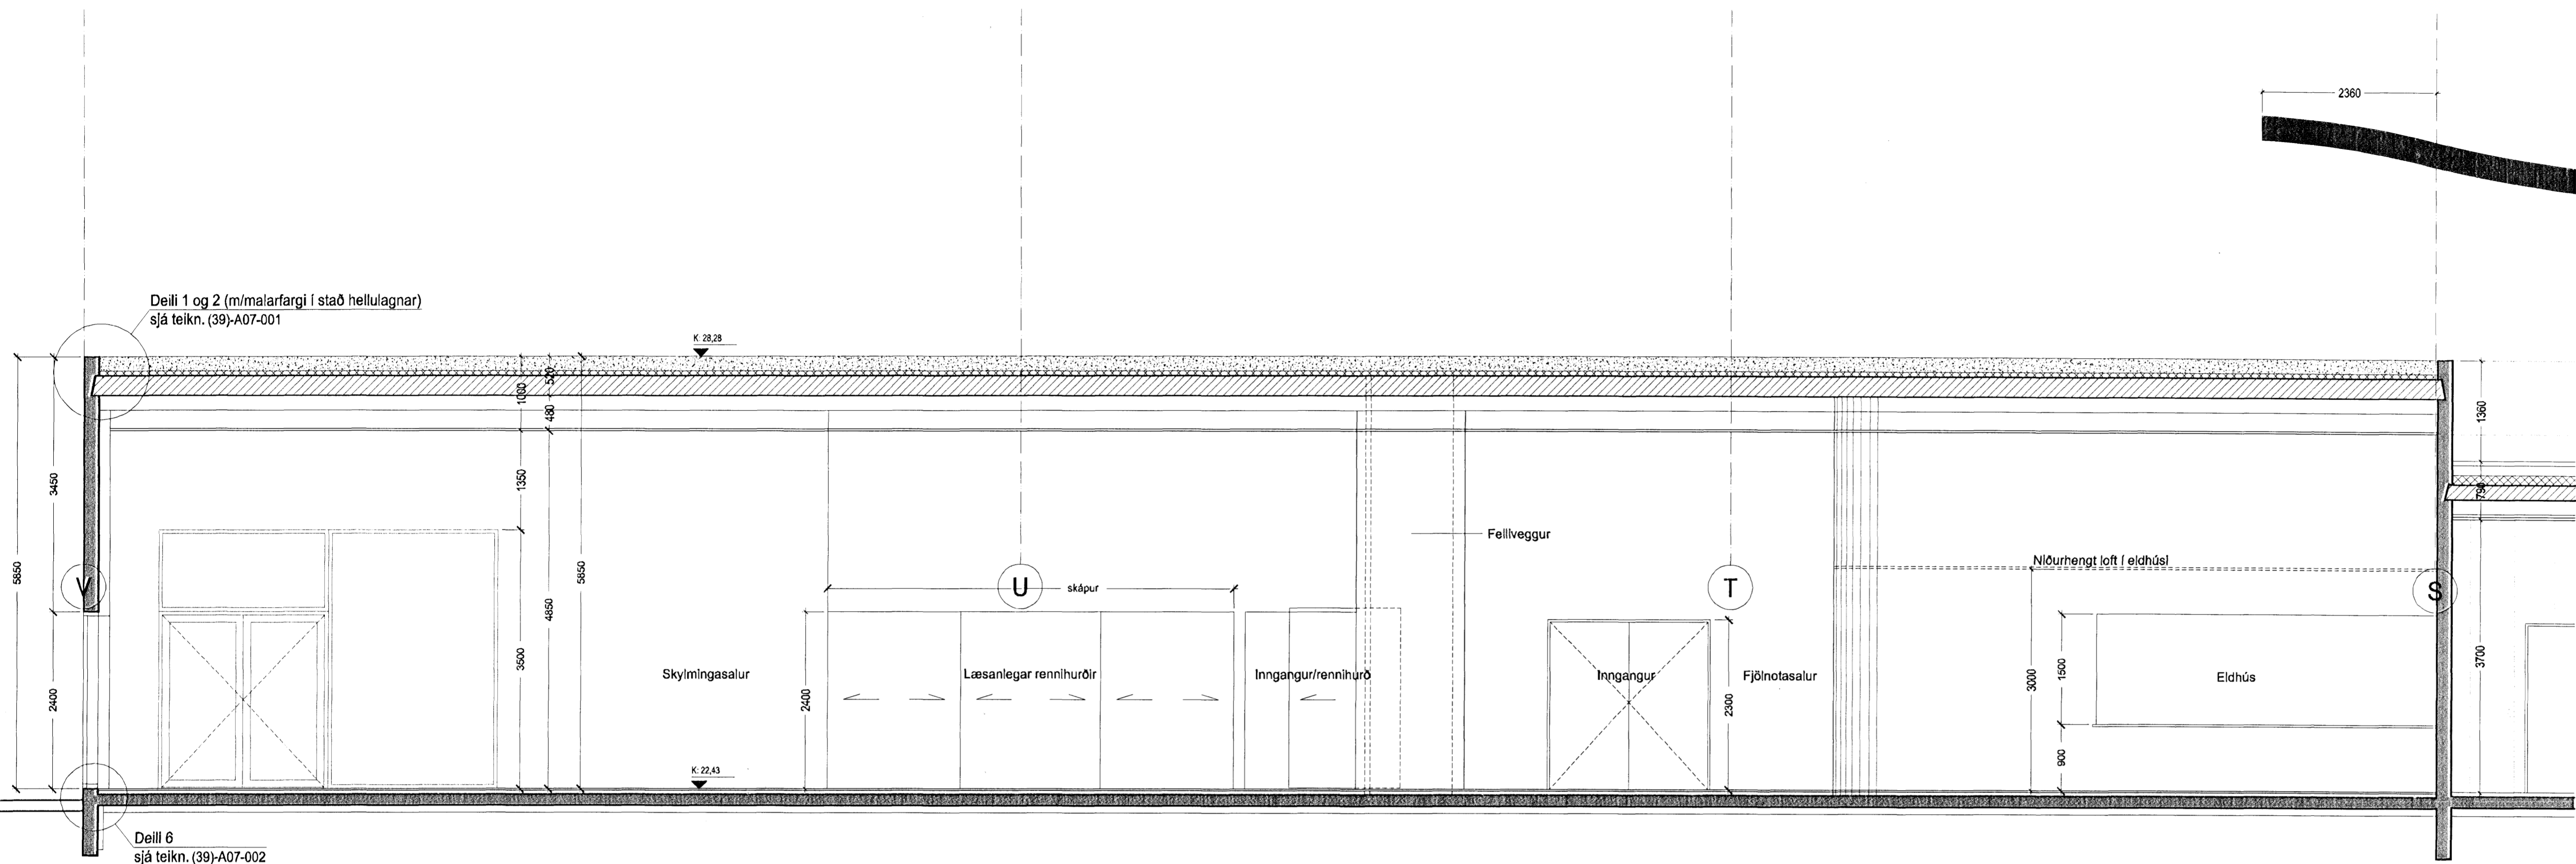 2360
Deili 1 og 2 (m/malarfargi í stað hellulagnar)
sjá teikn. (39)-A07-001
K: 28,28
5850
3450
2400
1000
520
480
1350
3500
4850
5850
V
U
T
S
skápur
Fellíveggur
Niðurhengt loft í eldhúsi
1360
790
3700
Skylmingasalur
2400
Læsanlegar rennihurðir
Inngangur/rennihurð
Inngangur
2300
Fjölnotasalur
3000
1500
900
Eldhús
K: 22,43
Deili 6
sjá teikn. (39)-A07-002